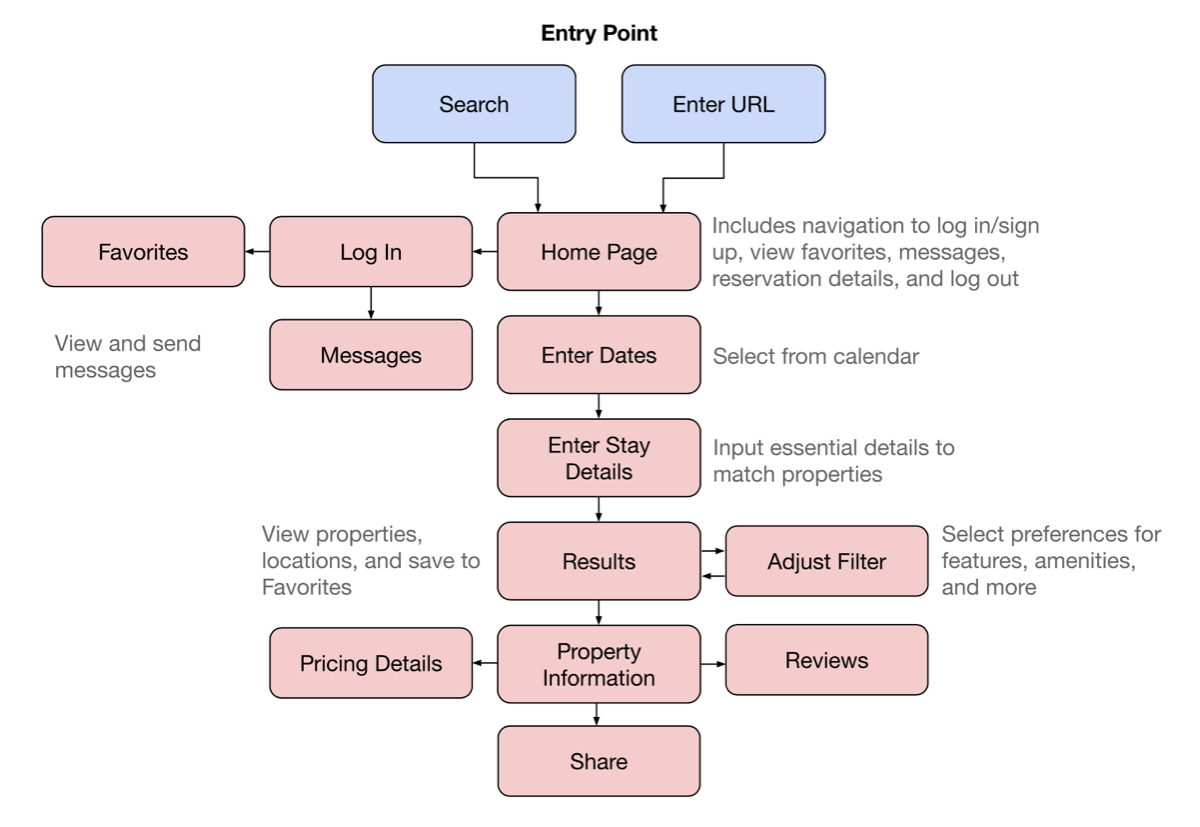 Entry Point
Search
Enter URL
Favorites
Log In
Home Page
Includes navigation to log in/sign
up, view favorites, messages,
reservation details, and log out
View and send
messages
Messages
Enter Dates
Select from calendar
Enter Stay
Details
Input essential details to
match properties
View properties,
locations, and save to
Favorites
Results
Adjust Filter
Select preferences for
features, amenities,
and more
Pricing Details
Property
Information
Reviews
Share